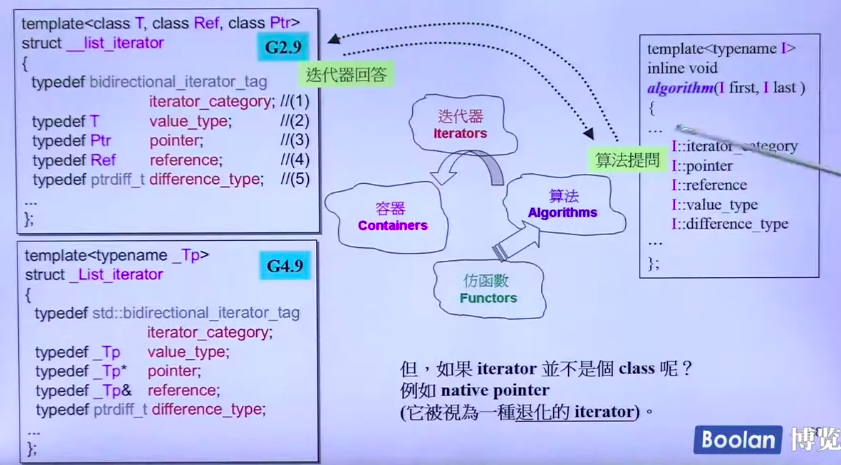 template<class T, class Ref, class Ptr>
struct __list_iterator
G2.9
{
typedef bidirectional_iterator_tag
iterator_category; //(1)
typedef T value_type; //(2)
typedef Ptr pointer; //(3)
typedef Ref reference; //(4)
typedef ptrdiff_t difference_type; //(5)
...
};
template<typename _Tp>
struct _List_iterator
G4.9
{
typedef std::bidirectional_iterator_tag
iterator_category;
typedef _Tp value_type;
typedef _Tp* pointer;
typedef _Tp& reference;
typedef ptrdiff_t difference_type;
...
};
迭代器回答
迭代器
Iterators
容器
Containers
算法
Algorithms
仿函數
Functors
算法提問
template<typename I>
inline void
algorithm(I first, I last )
{
...
I::iterator_category
I::pointer
I::reference
I::value_type
I::difference_type
...
};
但，如果 iterator 並不是個 class 呢？
例如 native pointer
(它被視為一種退化的 iterator)。
Boolan 博览